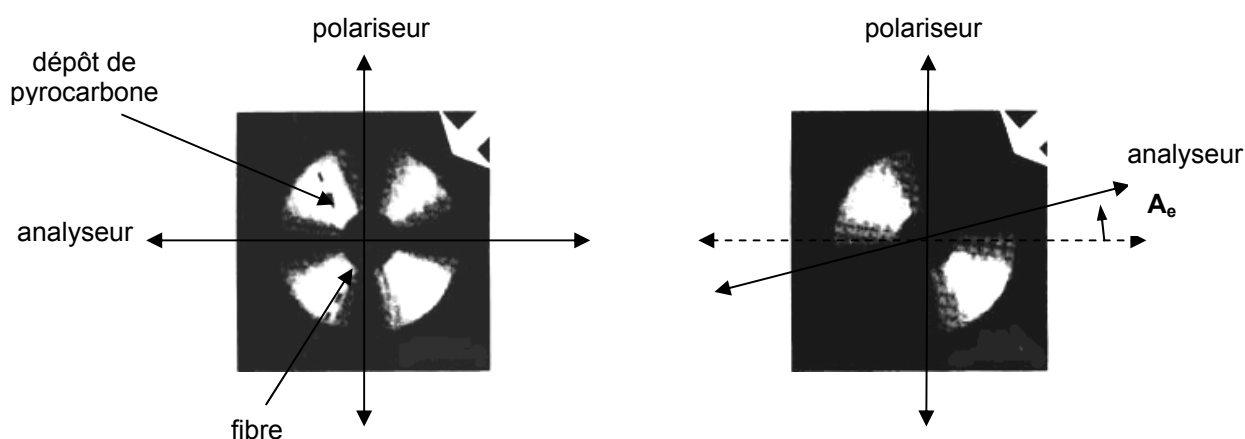 polariseur
dépôt de
pyrocarbone
analyseur
fibre
polariseur
analyseur
Ae